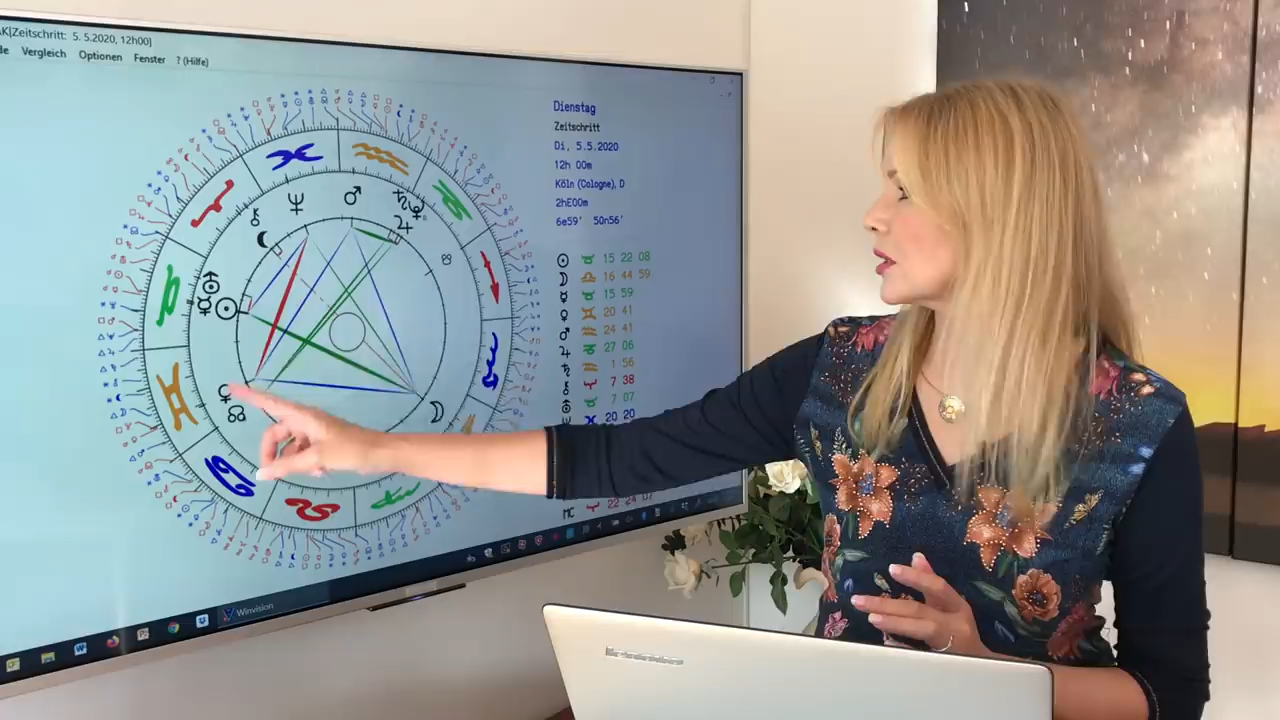 Zeitschritt: 5. 5.2020, 12h00)
Vergleich Optionen Fenster ? (Hilfe)
Dienstag
Zeitschritt
Di, 5.5.2020
12h 00m
Köln (Cologne), D
2hE00m
6e59' 50n56'
15 22 08
16 44 59
15 59
20 41
24 41
27 06
1 56
7 38
7 07
20 20
MC
Winvision
lenovo